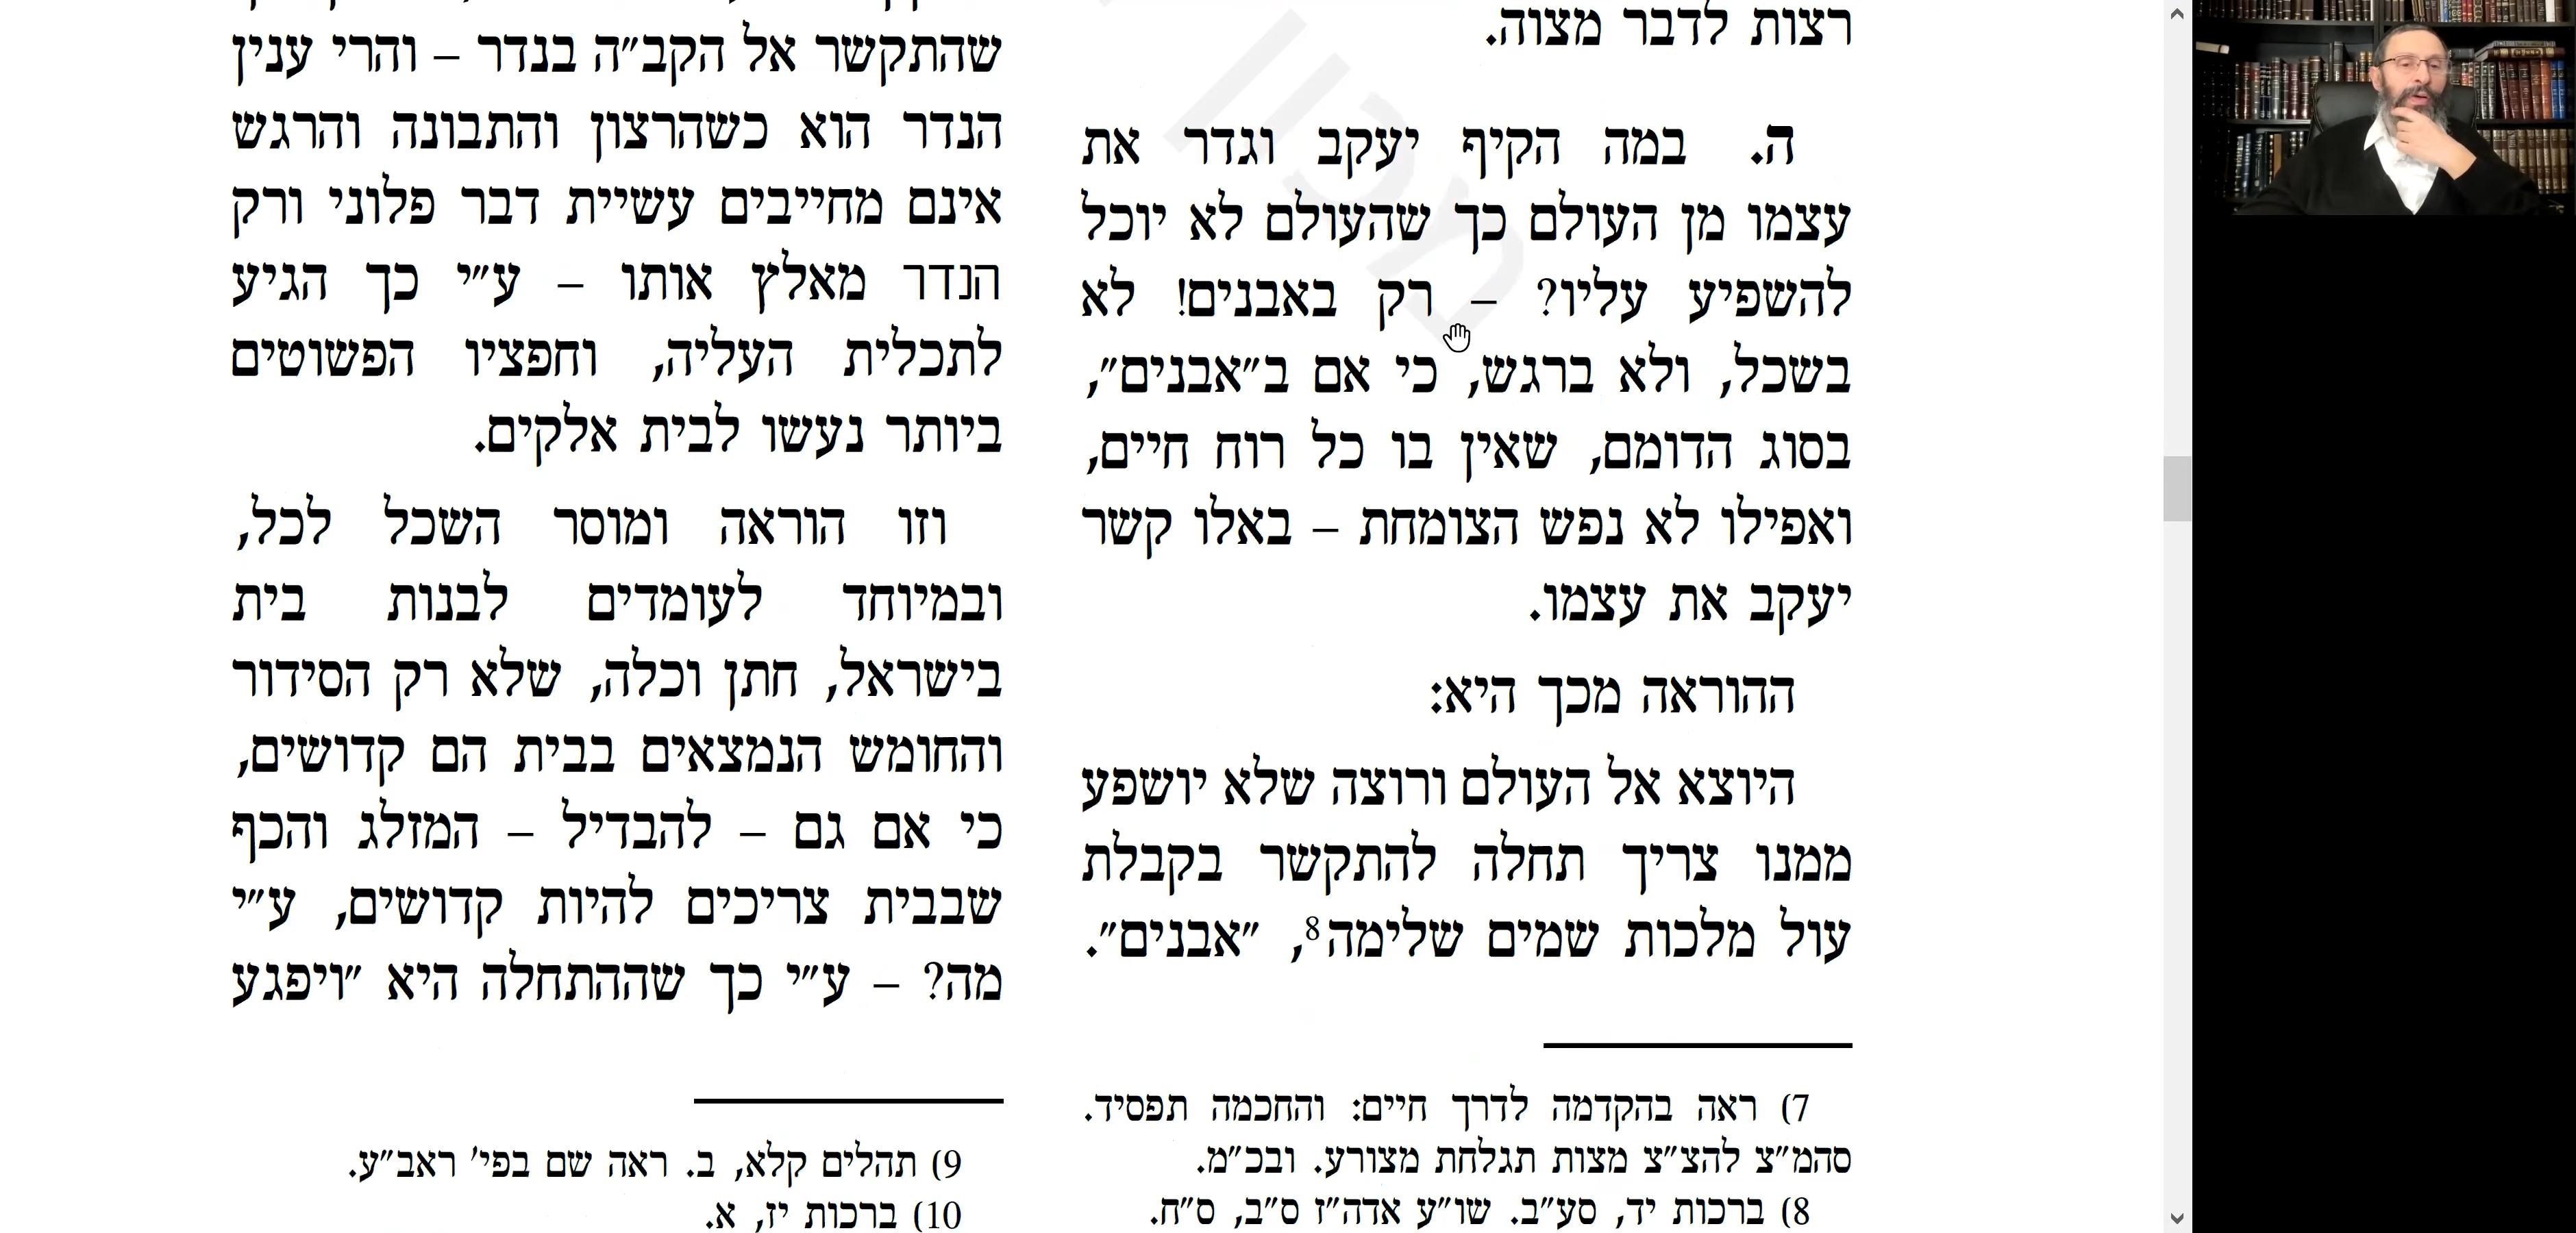 רצות לדבר מצוה.
ה. במה הקיף יעקב וגדר את
עצמו מן העולם כך שהעולם לא יוכל
להשפיע עליו? – רק באבנים! לא
בשכל, ולא ברגש, כי אם ב״אבנים״,
בסוג הדומם, שאין בו כל רוח חיים,
ואפילו לא נפש הצומחת – באלו קשר
יעקב את עצמו.
ההוראה מכך היא:
היוצא אל העולם ורוצה שלא יושפע
ממנו צריך תחלה להתקשר בקבלת
עול מלכות שמים שלימה8, ״אבנים״.
7) ראה בהקדמה לדרך חיים: והחכמה תפסיד.
סהמ״צ להצ״צ מצות תגלחת מצורע. ובכ״מ.
8) ברכות יד, סע״ב. שו״ע אדה״ז ס״ב, ס״ח.
שהתקשר אל הקב״ה בנדר – והרי ענין
הנדר הוא כשהרצון והתבונה והרגש
אינם מחייבים עשיית דבר פלוני ורק
הנדר מאלץ אותו – ע״י כך הגיע
לתכלית העליה, וחפציו הפשוטים
ביותר נעשו לבית אלקים.
וזו הוראה ומוסר השכל לכל,
ובמיוחד לעומדים לבנות בית
בישראל, חתן וכלה, שלא רק הסידור
והחומש הנמצאים בבית הם קדושים,
כי אם גם – להבדיל – המזלג והכף
שבבית צריכים להיות קדושים, ע״י
מה? – ע״י כך שההתחלה היא ״ויפגע
9) תהלים קלא, ב. ראה שם בפי׳ ראב״ע.
10) ברכות יז, א.